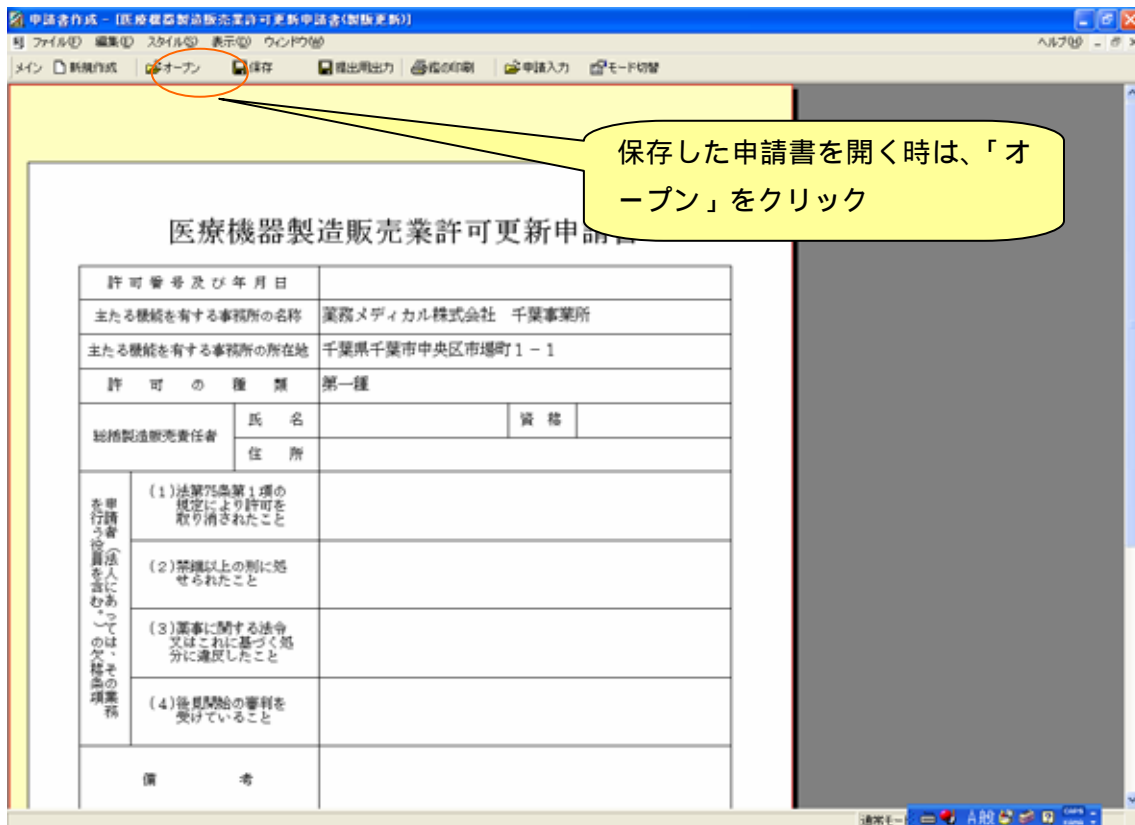 申請書作成 - [医療機器製造販売業許可更新申請書(製販更新)]
ファイル(F) 編集(E) スタイル(S) 表示(D) ウィンドウ(W) ヘルプ(H)
メイン 新規作成 オープン 保存 提出用出力 鑑の印刷 申請入力 モード切替
保存した申請書を開く時は、「オ
ープン」をクリック
医療機器製造販売業許可更新申請書
許可番号及び年月日
主たる機能を有する事務所の名称 薬務メディカル株式会社 千葉事業所
主たる機能を有する事務所の所在地 千葉県千葉市中央区市場町1-1
許可の種類 第一種
総括製造販売責任者 氏名 資格
住所
申請者(法人にあっては、その業務
を行う役員を含む。)の欠格条項
(1)法第75条第1項の
規定により許可を
取り消されたこと
(2)禁錮以上の刑に処
せられたこと
(3)薬事に関する法令
又はこれに基づく処
分に違反したこと
(4)後見開始の審判を
受けていること
備考
通常モード A般 CAPS